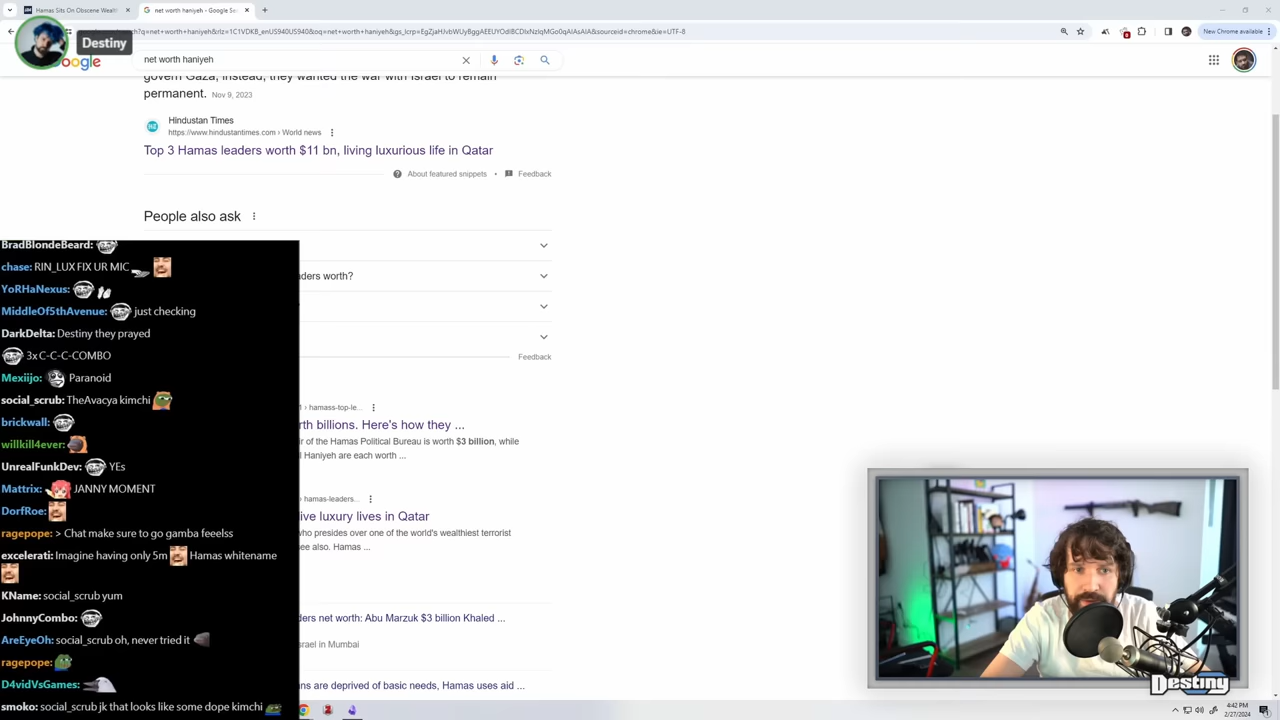 Hamas Sits On Obscene Wealth
net worth haniyeh - Google Se
Destiny
New Chrome available
net worth haniyeh
govern Gaza, instead, they wanted the war with Israel to remain
permanent. Nov 9, 2023
Hindustan Times
https://www.hindustantimes.com › World news
Top 3 Hamas leaders worth $11 bn, living luxurious life in Qatar
About featured snippets • Feedback
People also ask
aders worth?
Feedback
hamass-top-le...
rth billions. Here's how they ...
ir of the Hamas Political Bureau is worth $3 billion, while
l Haniyeh are each worth ...
hamas-leaders...
ive luxury lives in Qatar
who presides over one of the world's wealthiest terrorist
ee also. Hamas ...
ders net worth: Abu Marzuk $3 billion Khaled ...
srael in Mumbai
ans are deprived of basic needs, Hamas uses aid ...
BradBlondeBeard:
chase: RIN_LUX FIX UR MIC
YoRHaNexus:
MiddleOf5thAvenue: just checking
DarkDelta: Destiny they prayed
3x C-C-C-COMBO
Mexiijo: Paranoid
social_scrub: TheAvacya kimchi
brickwall:
willkill4ever:
UnrealFunkDev: YEs
Mattrix: JANNY MOMENT
DorfRoe:
ragepope: > Chat make sure to go gamba feeelss
excelerati: Imagine having only 5m Hamas whitename
KName: social_scrub yum
JohnnyCombo:
AreEyeOh: social_scrub oh, never tried it
ragepope:
D4vidVsGames:
smoko: social_scrub jk that looks like some dope kimchi
Destiny
4:42 PM
2/27/2024